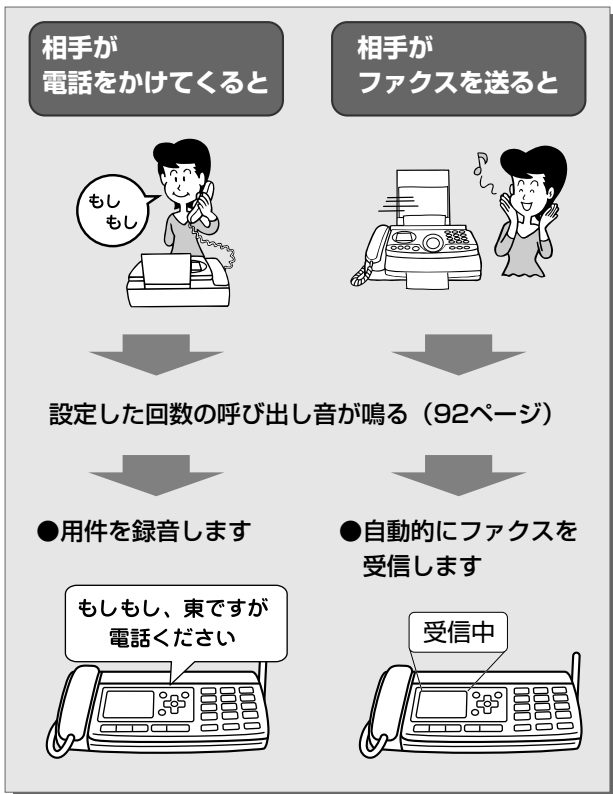 相手が
電話をかけてくると
相手が
ファクスを送ると
もし
もし
設定した回数の呼び出し音が鳴る（92ページ）
●用件を録音します
●自動的にファクスを
受信します
もしもし、東ですが
電話ください
受信中